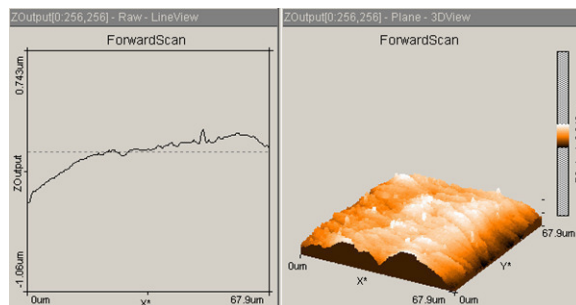 ZOutput[0:256,256] - Raw - LineView
ForwardScan
0.743um
ZOutput
-1.06um
0um
X*
67.9um
ZOutput[0:256,256] - Plane - 3DView
ForwardScan
0um
X*
67.9um
0um
Y*
67.9um